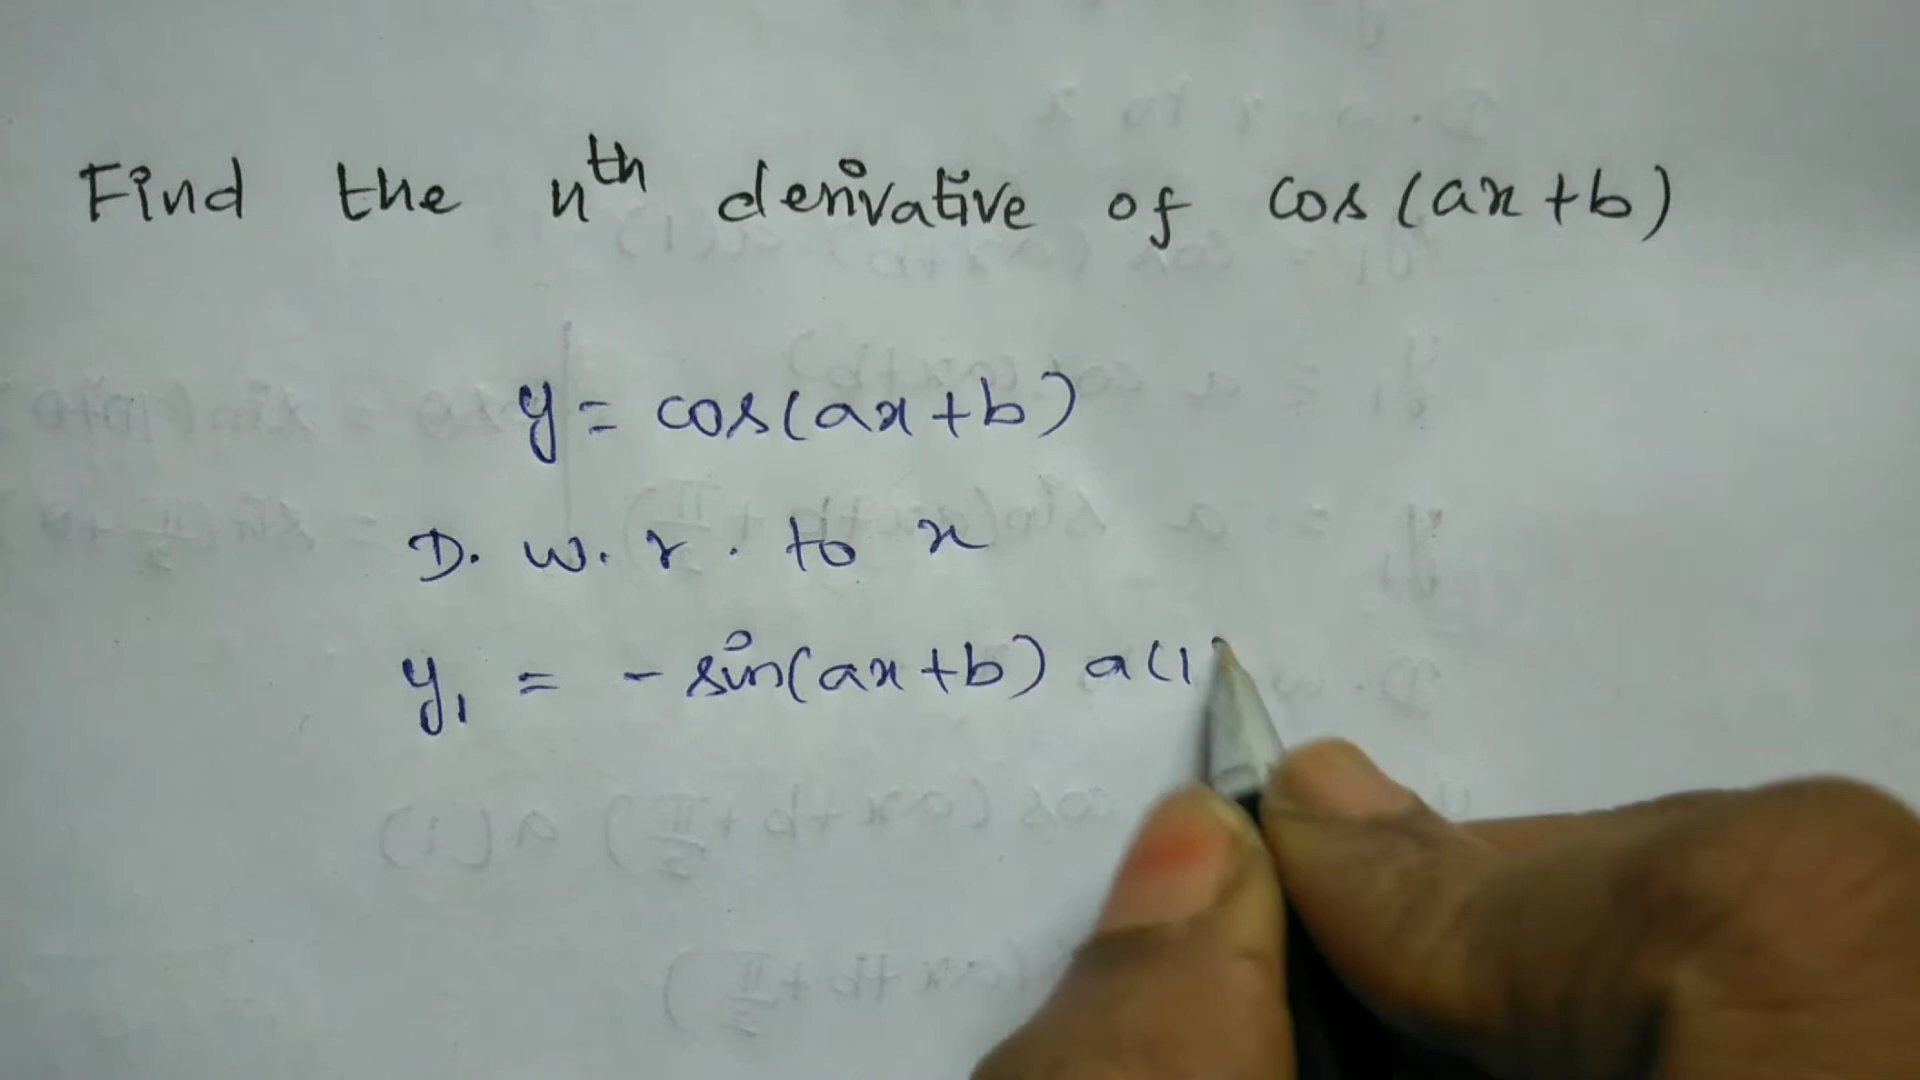 Find the nth derivative of cos(ax+b)
y = cos(ax+b)
D. w. r. to x
y₁ = - sin(ax+b) a(1)